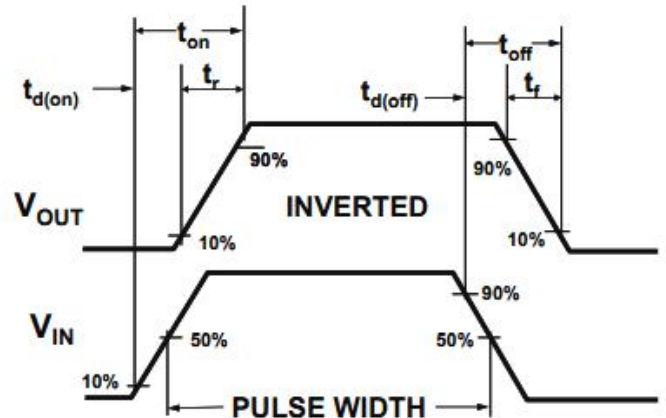 t_on
t_off
t_r
t_f
t_d(on)
t_d(off)
90%
90%
V_OUT
INVERTED
10%
10%
90%
V_IN
50%
50%
10%
PULSE WIDTH